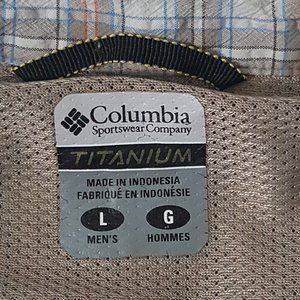 Columbia
Sportswear Company
TITANIUM
MADE IN INDONESIA
FABRIQUÉ EN INDONÉSIE
L G
MEN'S HOMMES